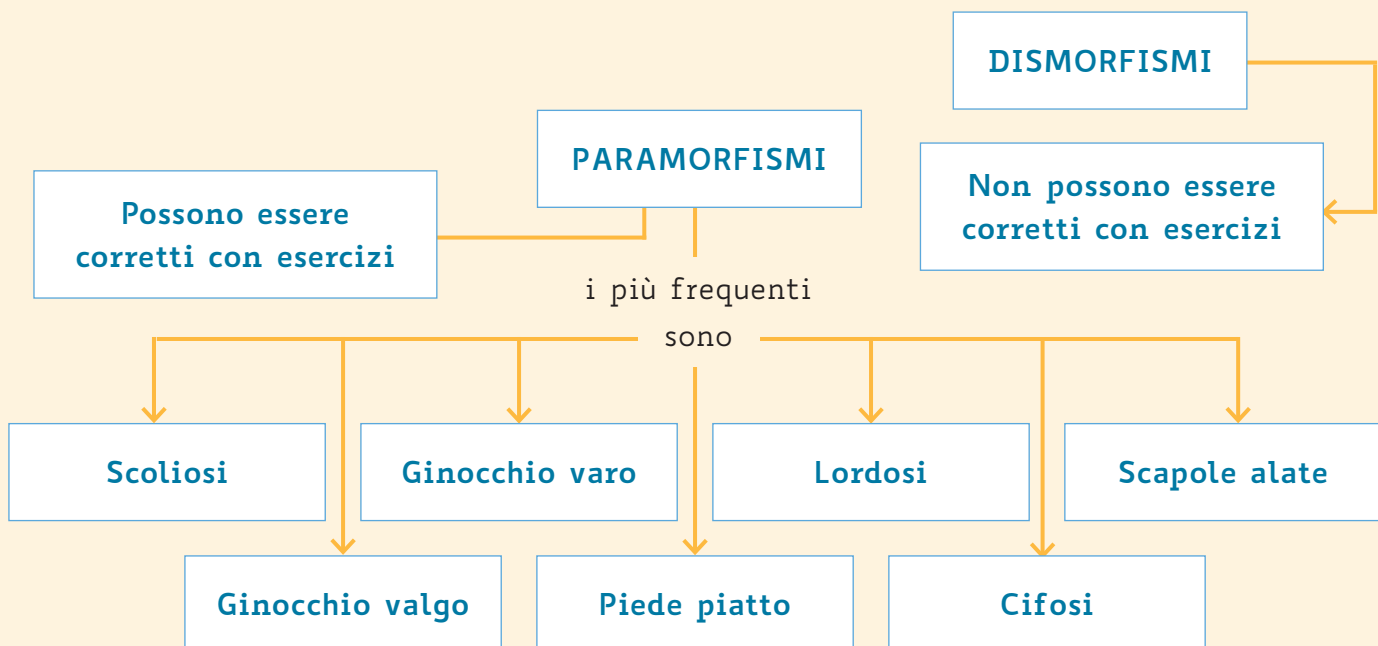 DISMORFISMI
PARAMORFISMI
Possono essere
corretti con esercizi
Non possono essere
corretti con esercizi
i più frequenti
sono
Scoliosi
Ginocchio varo
Lordosi
Scapole alate
Ginocchio valgo
Piede piatto
Cifosi